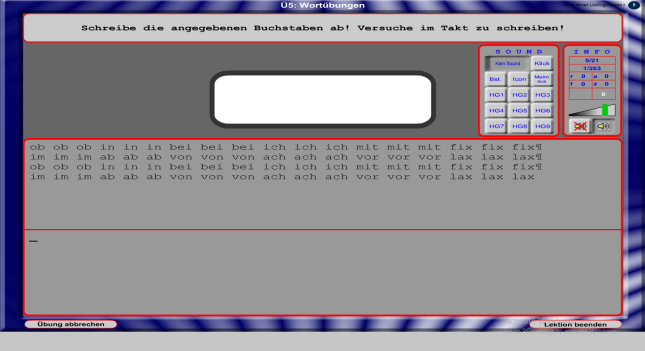 Ü5: Wortübungen
Schreibe die angegebenen Buchstaben ab! Versuche im Takt zu schreiben!
SOUND
Kein Sound Klick
Bst. Icon Metro
HG1 HG2 HG3
HG4 HG5 HG6
HG7 HG8 HG9
INFO
5/21
1/263
r 0 a 0
f 0 s 0
ob ob ob in in in bei bei bei ich ich ich mit mit mit fix fix fix¶
im im im ab ab ab von von von ach ach ach vor vor vor lax lax lax¶
ob ob ob in in in bei bei bei ich ich ich mit mit mit fix fix fix¶
im im im ab ab ab von von von ach ach ach vor vor vor lax lax lax
_
Übung abbrechen
Lektion beenden